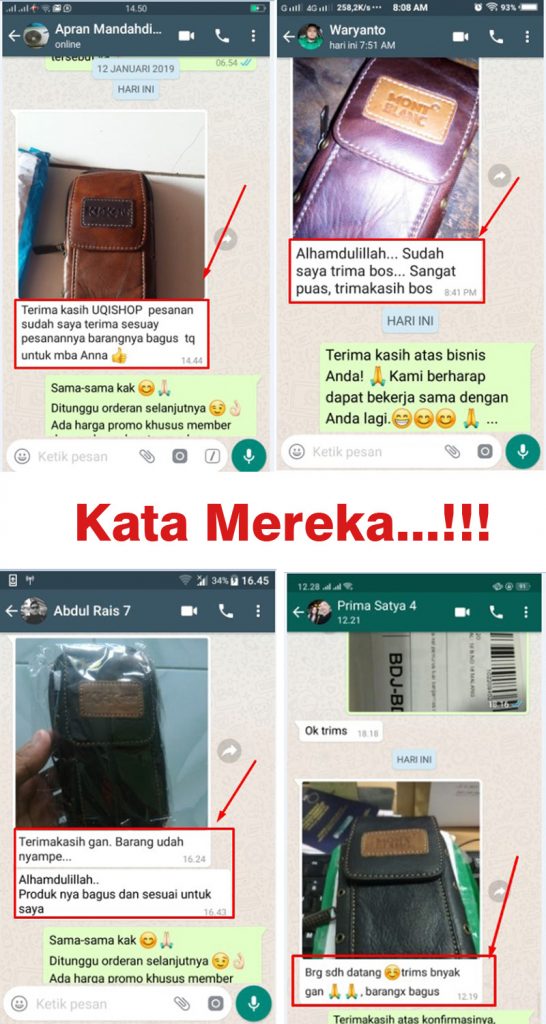 14.50
Apran Mandahdi...
online
06.54
12 JANUARI 2019
HARI INI
Terima kasih UQISHOP pesanan
sudah saya terima sesuay
pesanannya barangnya bagus tq
untuk mba Anna 👍
14.44
Sama-sama kak 😊🙏
Ditunggu orderan selanjutnya 😉👌
Ada harga promo khusus member
Ketik pesan
G 4G 258,2K/s 8:08 AM 93%
Waryanto
hari ini 7:51 AM
MONT
BLANC
Alhamdulillah... Sudah
saya trima bos... Sangat
puas, trimakasih bos
8:41 PM
HARI INI
Terima kasih atas bisnis
Anda! 🙏 Kami berharap
dapat bekerja sama dengan
Anda lagi.😁😊😊 🙏 ...
Ketik pesan
Kata Mereka...!!!
34% 16.45
Abdul Rais 7
Terimakasih gan. Barang udah
nyampe...
16.24
Alhamdulillah..
Produk nya bagus dan sesuai untuk
saya
16.43
Sama-sama kak 😊🙏
Ditunggu orderan selanjutnya 😉👌
Ada harga promo khusus member
Ketik pesan
12.28
Prima Satya 4
12.21
18.16
Ok trims
18.18
HARI INI
Brg sdh datang ☺️trims bnyak
gan 🙏🙏, barangx bagus
12.19
Terimakasih atas konfirmasinya,